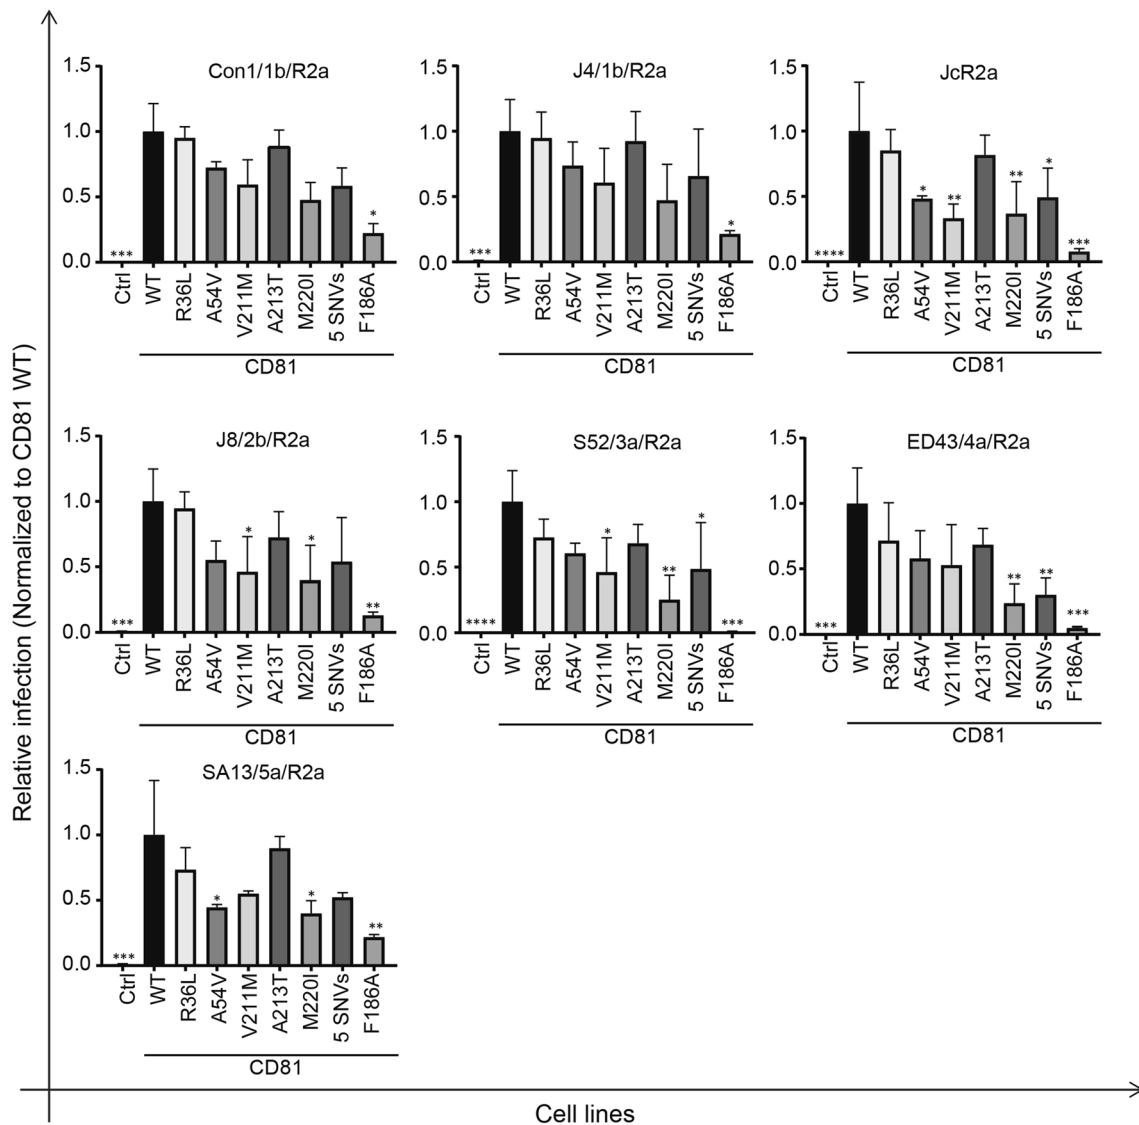 Relative infection (Normalized to CD81 WT)
Con1/1b/R2a
1.5
1.0
0.5
0.0
***
*
Ctrl
WT
R36L
A54V
V211M
A213T
M220I
5 SNVs
F186A
CD81
J4/1b/R2a
1.5
1.0
0.5
0.0
***
*
Ctrl
WT
R36L
A54V
V211M
A213T
M220I
5 SNVs
F186A
CD81
JcR2a
1.5
1.0
0.5
0.0
****
*
**
**
*
***
Ctrl
WT
R36L
A54V
V211M
A213T
M220I
5 SNVs
F186A
CD81
J8/2b/R2a
1.5
1.0
0.5
0.0
***
*
*
**
Ctrl
WT
R36L
A54V
V211M
A213T
M220I
5 SNVs
F186A
CD81
S52/3a/R2a
1.5
1.0
0.5
0.0
****
*
**
*
***
Ctrl
WT
R36L
A54V
V211M
A213T
M220I
5 SNVs
F186A
CD81
ED43/4a/R2a
1.5
1.0
0.5
0.0
***
**
**
***
Ctrl
WT
R36L
A54V
V211M
A213T
M220I
5 SNVs
F186A
CD81
SA13/5a/R2a
1.5
1.0
0.5
0.0
***
*
*
**
Ctrl
WT
R36L
A54V
V211M
A213T
M220I
5 SNVs
F186A
CD81
Cell lines